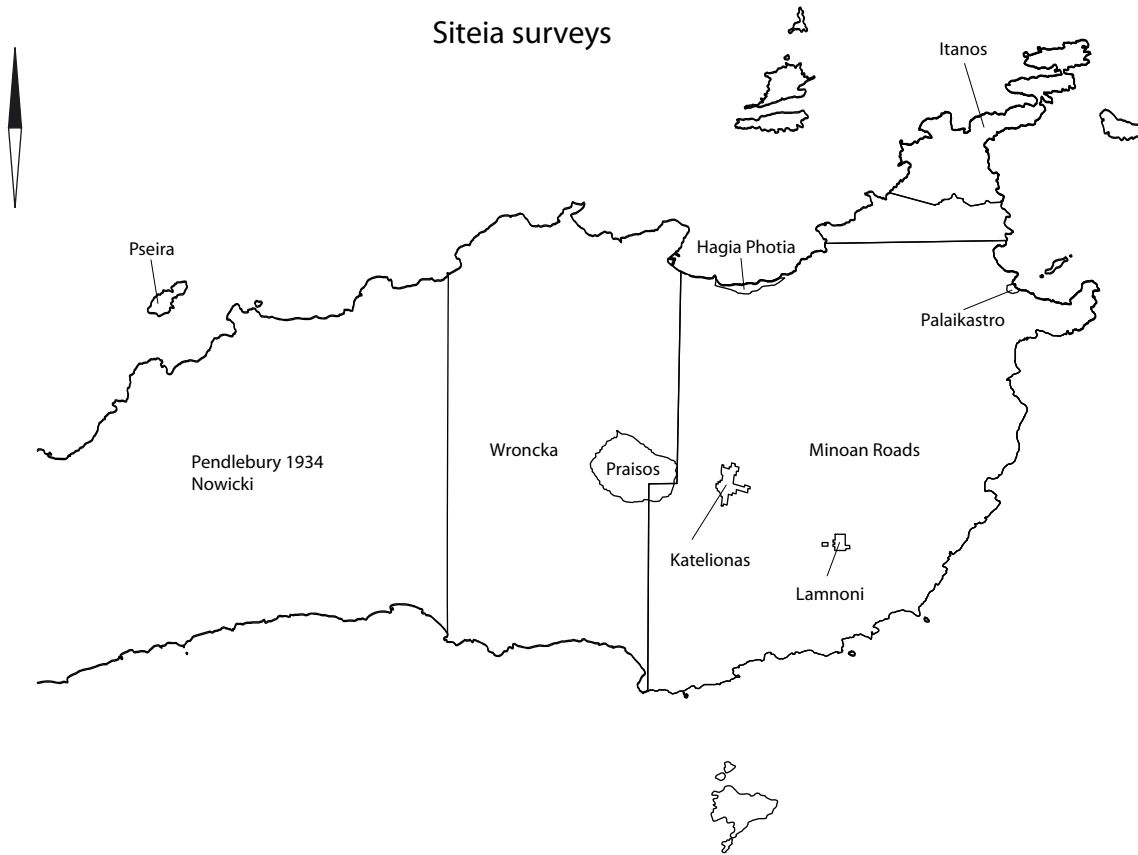 Siteia surveys
Itanos
Pseira
Hagia Photia
Palaikastro
Wroncka
Praisos
Minoan Roads
Pendlebury 1934
Nowicki
Katelionas
Lamnoni